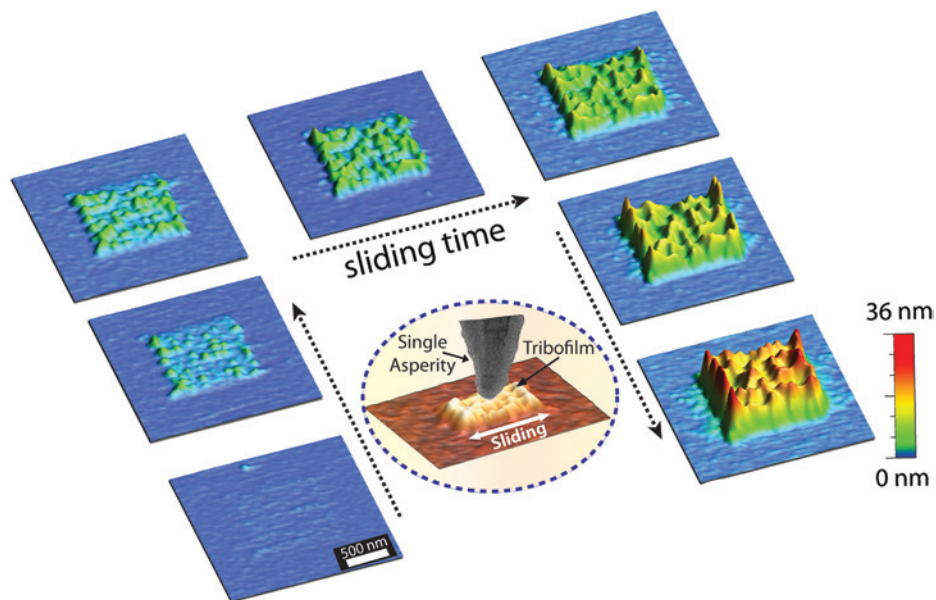 sliding time
Single
Asperity
Tribofilm
Sliding
36 nm
0 nm
500 nm